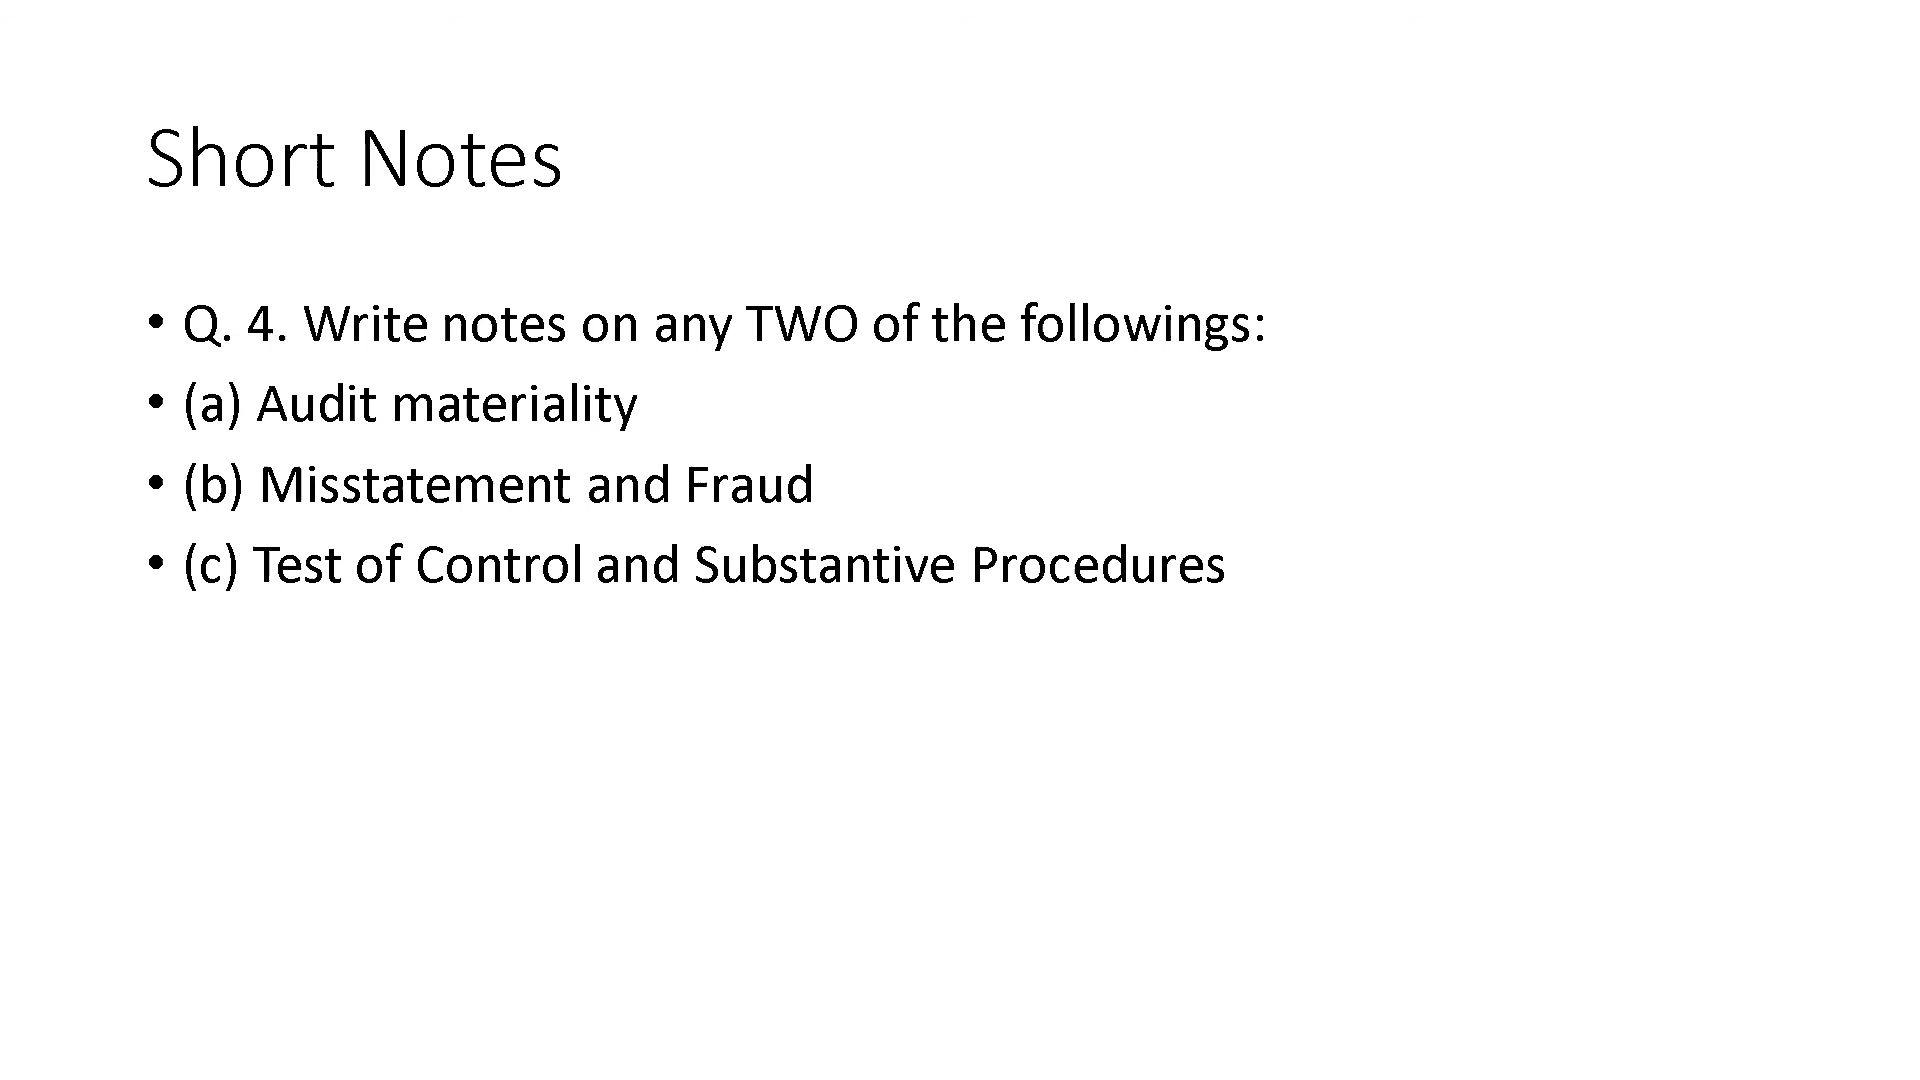 Short Notes
• Q. 4. Write notes on any TWO of the followings:
• (a) Audit materiality
• (b) Misstatement and Fraud
• (c) Test of Control and Substantive Procedures